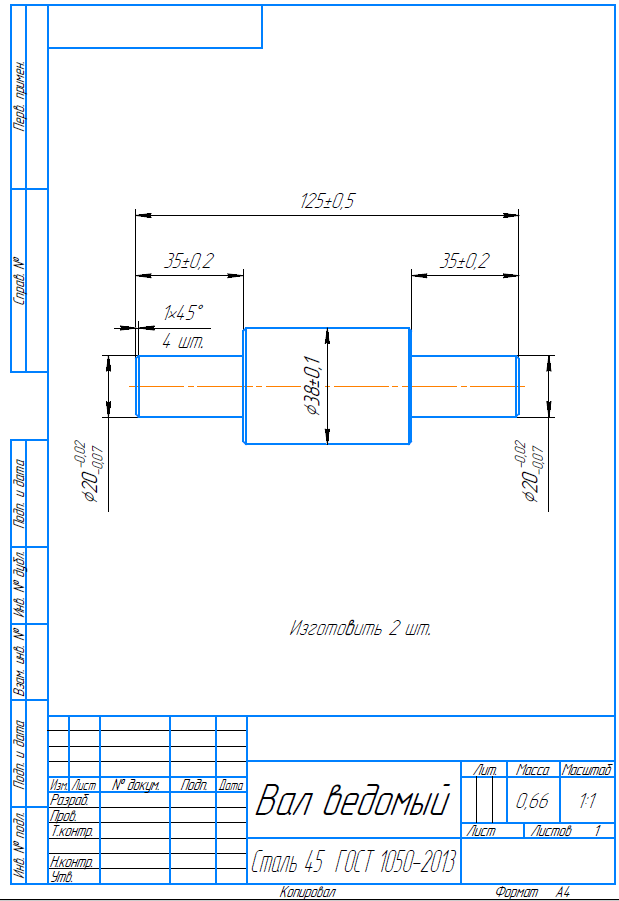 Перв. примен.
Справ. №
Подп. и дата
Инв. № дубл.
Взам. инв. №
Подп. и дата
Инв. № подл.
125±0,5
35±0,2
35±0,2
1×45°
4 шт.
⌀38±0,1
⌀20 -0,02 -0,07
⌀20 -0,02 -0,07
Изготовить 2 шт.
Изм. Лист № докум. Подп. Дата
Разраб.
Пров.
Т.контр.
Н.контр.
Утв.
Вал ведомый
Лит. Масса Масштаб
0,66 1:1
Лист Листов 1
Сталь 45 ГОСТ 1050-2013
Копировал Формат А4